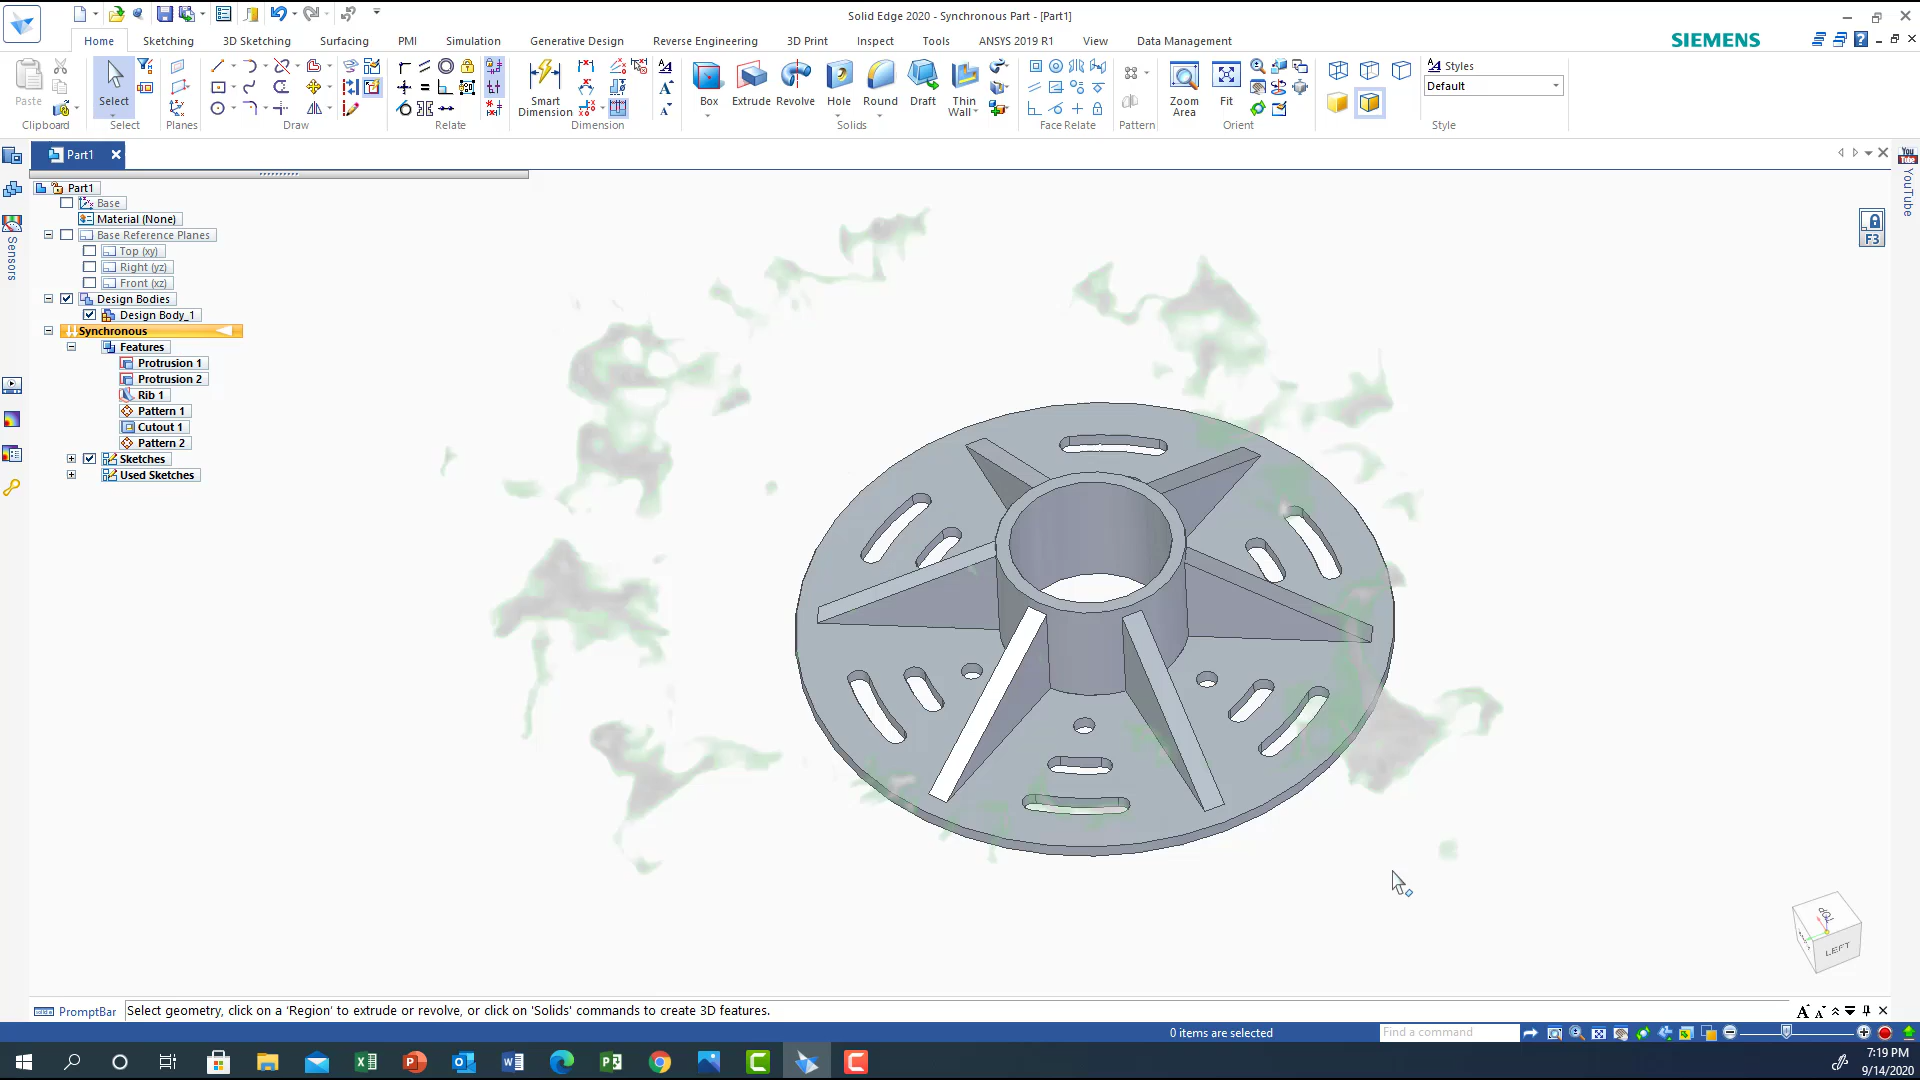 Solid Edge 2020 - Synchronous Part - [Part1]
Home Sketching 3D Sketching Surfacing PMI Simulation Generative Design Reverse Engineering 3D Print Inspect Tools ANSYS 2019 R1 View Data Management
SIEMENS
Paste
Select
Smart Dimension
Box Extrude Revolve Hole Round Draft Thin Wall
Zoom Area
Fit
Styles
Default
Clipboard Select Planes Draw Relate Dimension Solids Face Relate Pattern Orient Style
Part1
Part1
Base
Material (None)
Base Reference Planes
Top (xy)
Right (yz)
Front (xz)
Design Bodies
Design Body_1
Synchronous
Features
Protrusion 1
Protrusion 2
Rib 1
Pattern 1
Cutout 1
Pattern 2
Sketches
Used Sketches
Sensors
You
Tube
YouTube
F3
TOP
LEFT
PromptBar
Select geometry, click on a 'Region' to extrude or revolve, or click on 'Solids' commands to create 3D features.
0 items are selected
Find a command
7:19 PM
9/14/2020